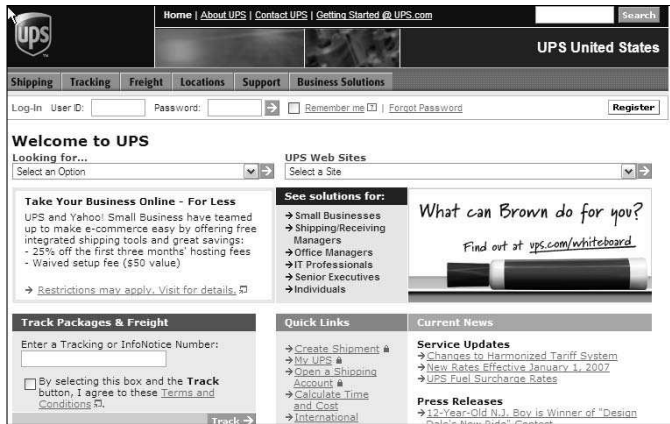 Home | About UPS | Contact UPS | Getting Started @ UPS.com
Search
ups
UPS United States
Shipping Tracking Freight Locations Support Business Solutions
Log-In User ID: Password: Remember me ? | Forgot Password Register
Welcome to UPS
Looking for...
Select an Option
UPS Web Sites
Select a Site
Take Your Business Online - For Less
UPS and Yahoo! Small Business have teamed
up to make e-commerce easy by offering free
integrated shipping tools and great savings:
- 25% off the first three months' hosting fees
- Waived setup fee ($50 value)
Restrictions may apply. Visit for details.
See solutions for:
Small Businesses
Shipping/Receiving
Managers
Office Managers
IT Professionals
Senior Executives
Individuals
What can Brown do for you?
Find out at ups.com/whiteboard
Track Packages & Freight
Enter a Tracking or InfoNotice Number:
By selecting this box and the Track
button, I agree to these Terms and
Conditions
Track
Quick Links
Create Shipment
My UPS
Open a Shipping
Account
Calculate Time
and Cost
International
Current News
Service Updates
Changes to Harmonized Tariff System
New Rates Effective January 1, 2007
UPS Fuel Surcharge Rates
Press Releases
12-Year-Old N.J. Boy is Winner of "Design
Dale's New Ride" Contest